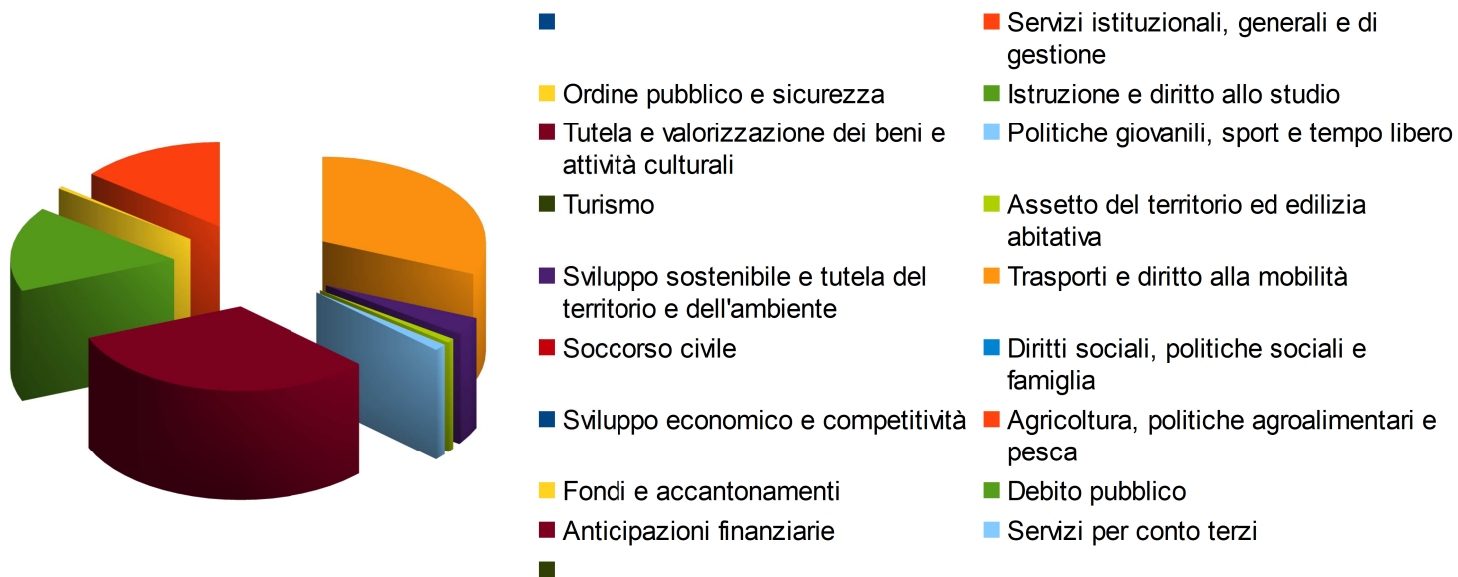 Servizi istituzionali, generali e di
gestione
Ordine pubblico e sicurezza
Istruzione e diritto allo studio
Tutela e valorizzazione dei beni e
attività culturali
Politiche giovanili, sport e tempo libero
Turismo
Assetto del territorio ed edilizia
abitativa
Sviluppo sostenibile e tutela del
territorio e dell'ambiente
Trasporti e diritto alla mobilità
Soccorso civile
Diritti sociali, politiche sociali e
famiglia
Sviluppo economico e competitività
Agricoltura, politiche agroalimentari e
pesca
Fondi e accantonamenti
Debito pubblico
Anticipazioni finanziarie
Servizi per conto terzi